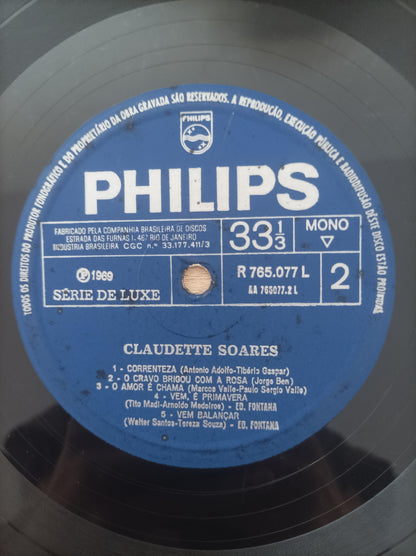 TODOS OS DIREITOS DO PRODUTOR FONOGRÁFICO E DO PROPRIETÁRIO DA OBRA GRAVADA SÃO RESERVADOS. A REPRODUÇÃO, EXECUÇÃO PÚBLICA E RADIODIFUSÃO DÊSTE DISCO ESTÃO PROIBIDAS
PHILIPS
PHILIPS
FABRICADO PELA COMPANHIA BRASILEIRA DE DISCOS
ESTRADA DAS FURNAS 1.467 RIO DE JANEIRO
INDÚSTRIA BRASILEIRA CGC n.º 33.177.411/3
33 1/3
MONO
℗ 1969
SÉRIE DE LUXE
R 765.077 L
AA 765077.2 L
2
CLAUDETTE SOARES
1 - CORRENTEZA (Antonio Adolfo-Tibério Gaspar)
2 - O CRAVO BRIGOU COM A ROSA (Jorge Ben)
3 - O AMOR É CHAMA (Marcos Valle-Paulo Sergio Valle)
4 - VEM, É PRIMAVERA
(Tito Madi-Arnoldo Medeiros) - ED. FONTANA
5 - VEM BALANÇAR
(Walter Santos-Tereza Souza) - ED. FONTANA